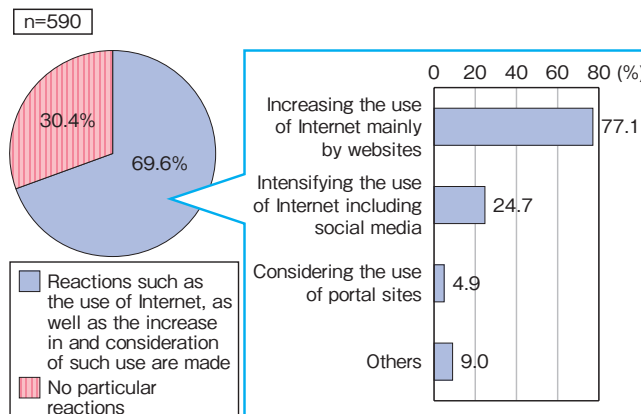 n=590
30.4%
69.6%
Reactions such as
the use of Internet, as
well as the increase
in and consideration
of such use are made
No particular
reactions
0 20 40 60 80 (%)
Increasing the use
of Internet mainly
by websites
77.1
Intensifying the use
of Internet including
social media
24.7
Considering the use
of portal sites
4.9
Others
9.0